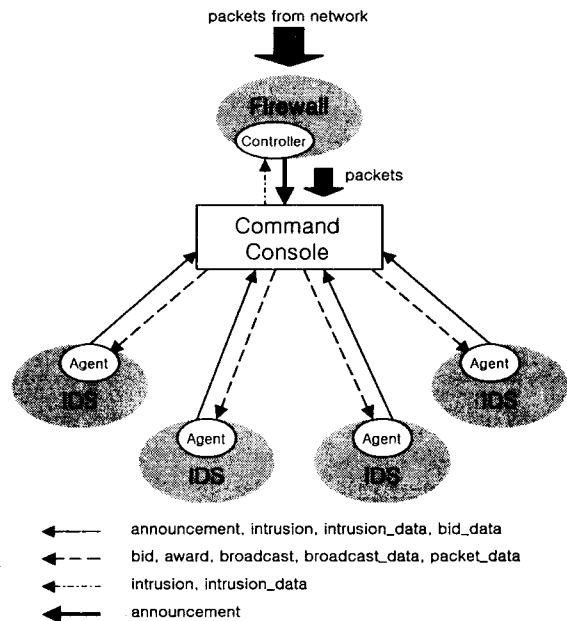 packets from network
Firewall
Controller
packets
Command
Console
Agent
IDS
Agent
IDS
Agent
IDS
Agent
IDS
announcement, intrusion, intrusion_data, bid_data
bid, award, broadcast, broadcast_data, packet_data
intrusion, intrusion_data
announcement